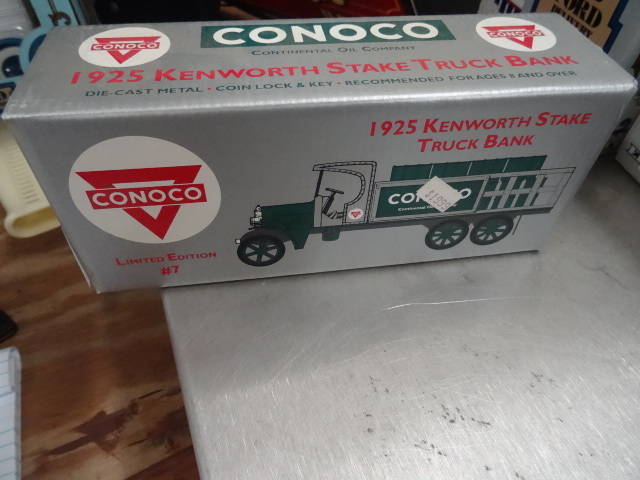 CONOCO
CONOCO
CONOCO
CONTINENTAL OIL COMPANY
1925 KENWORTH STAKE TRUCK BANK
DIE-CAST METAL • COIN LOCK & KEY • RECOMMENDED FOR AGES 8 AND OVER
1925 KENWORTH STAKE
TRUCK BANK
CONOCO
CONOCO
LIMITED EDITION
#7